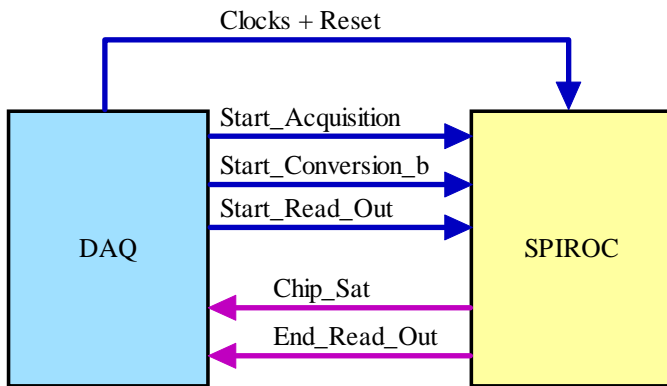 Clocks + Reset
Start_Acquisition
Start_Conversion_b
Start_Read_Out
DAQ
SPIROC
Chip_Sat
End_Read_Out